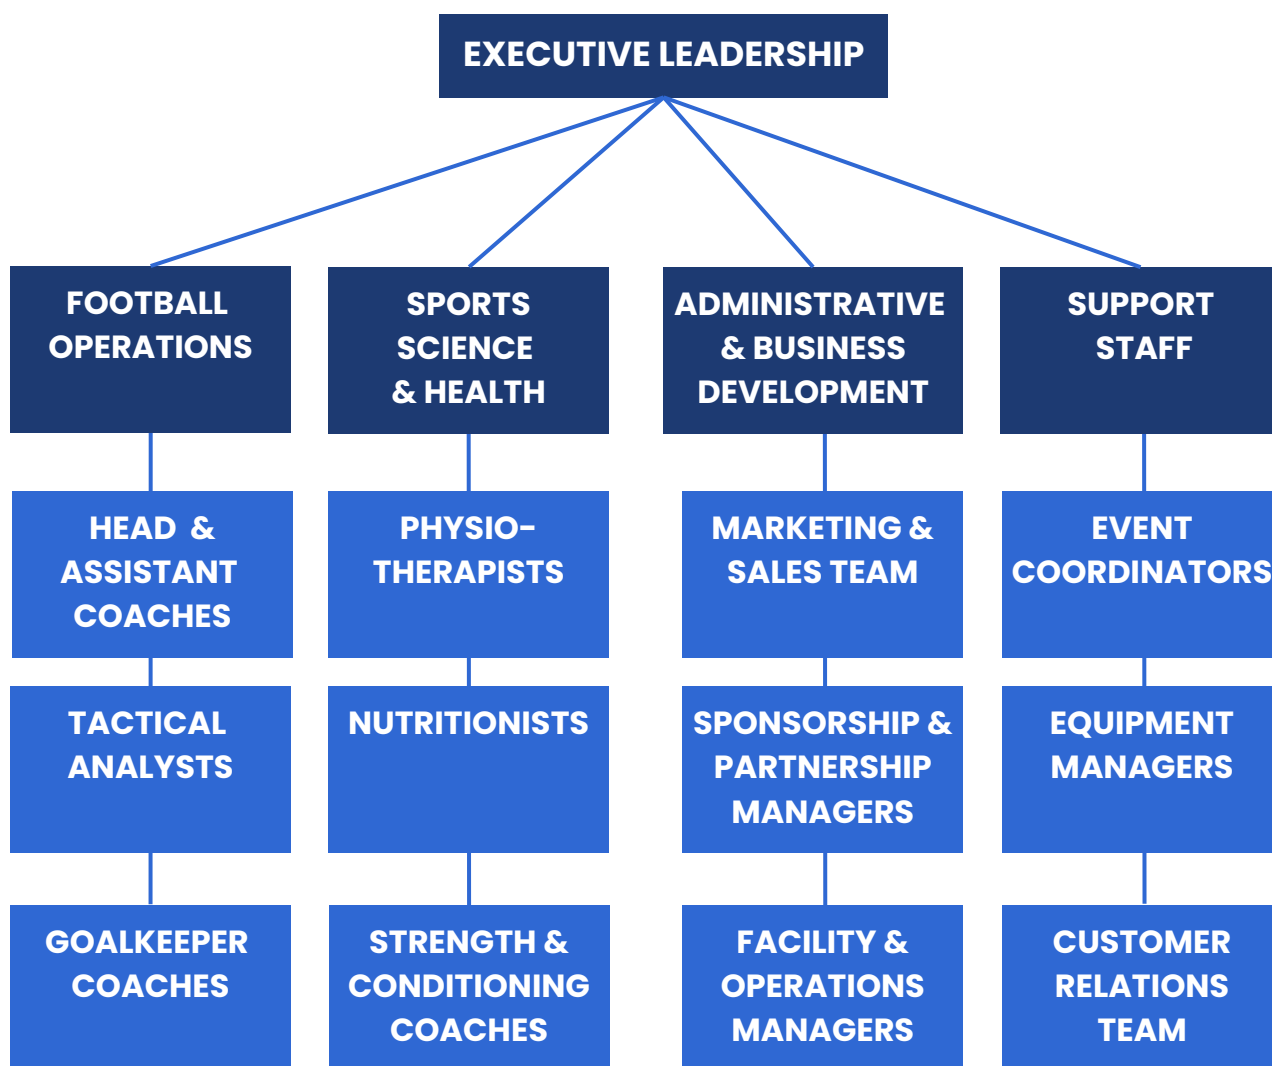 EXECUTIVE LEADERSHIP
FOOTBALL
OPERATIONS
SPORTS
SCIENCE
& HEALTH
ADMINISTRATIVE
& BUSINESS
DEVELOPMENT
SUPPORT
STAFF
HEAD &
ASSISTANT
COACHES
PHYSIO-
THERAPISTS
MARKETING &
SALES TEAM
EVENT
COORDINATORS
TACTICAL
ANALYSTS
NUTRITIONISTS
SPONSORSHIP &
PARTNERSHIP
MANAGERS
EQUIPMENT
MANAGERS
GOALKEEPER
COACHES
STRENGTH &
CONDITIONING
COACHES
FACILITY &
OPERATIONS
MANAGERS
CUSTOMER
RELATIONS
TEAM